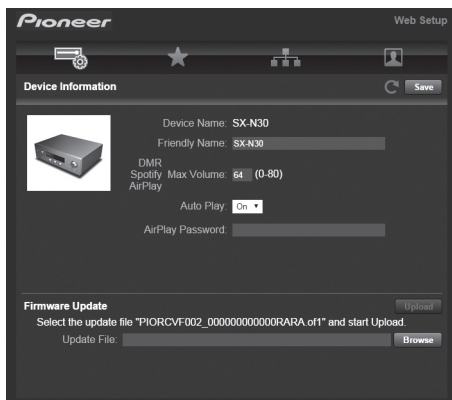 Pioneer Web Setup
Device Information Save
Device Name: SX-N30
Friendly Name: SX-N30
DMR
Spotify Max Volume: 64 (0-80)
AirPlay
Auto Play: On
AirPlay Password:
Firmware Update Upload
Select the update file "PIORCVF002_000000000000RARA.of1" and start Upload.
Update File: Browse